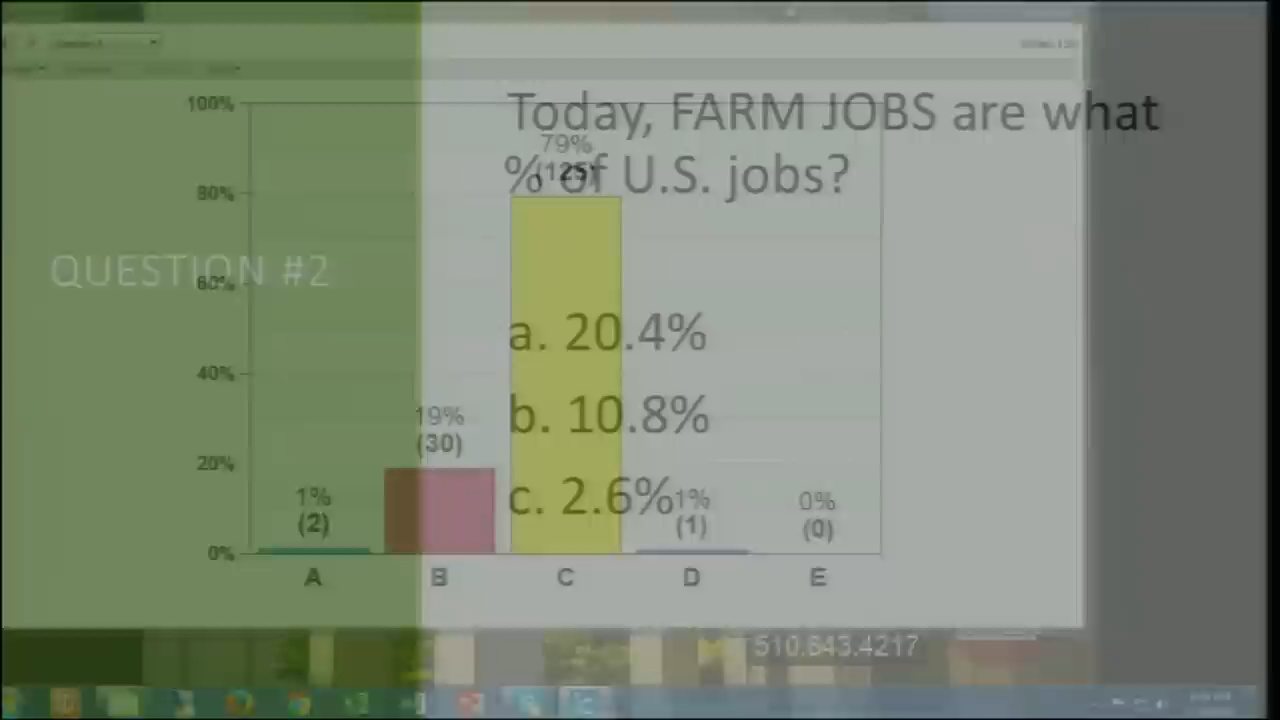 Today, FARM JOBS are what
% of U.S. jobs?
QUESTION #2
a. 20.4%
b. 10.8%
c. 2.6%
100%
80%
60%
40%
20%
0%
1%
(2)
19%
(30)
79%
(125)
1%
(1)
0%
(0)
A B C D E
510.643.4217